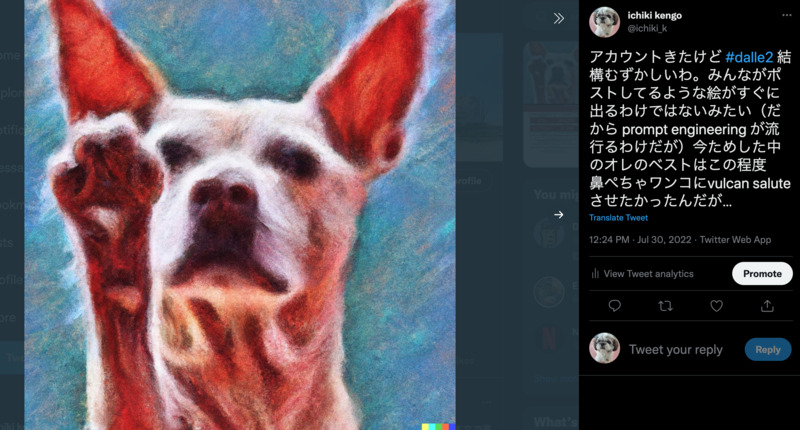 ichiki kengo
@ichiki_k
アカウントきたけど #dalle2 結
構むずかしいわ。みんながポ
ストしてるような絵がすぐに
出るわけではないみたい（だ
から prompt engineering が流
行るわけだが）今ためした中
のオレのベストはこの程度
鼻ぺちゃワンコにvulcan salute
させたかったんだが...
Translate Tweet
12:24 PM · Jul 30, 2022 · Twitter Web App
View Tweet analytics
Promote
Tweet your reply
Reply